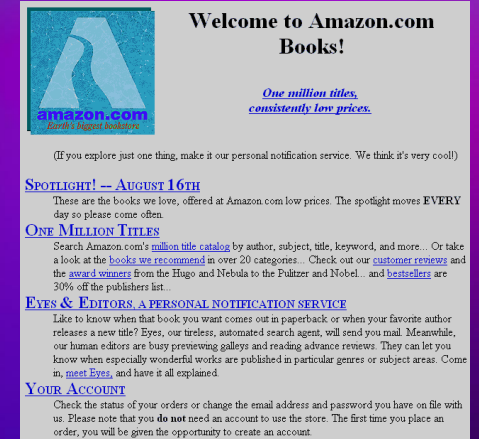 Welcome to Amazon.com
Books!
amazon.com
Earth's biggest bookstore
One million titles,
consistently low prices.
(If you explore just one thing, make it our personal notification service. We think it's very cool!)
SPOTLIGHT! -- AUGUST 16TH
These are the books we love, offered at Amazon.com low prices. The spotlight moves EVERY
day so please come often.
ONE MILLION TITLES
Search Amazon.com's million title catalog by author, subject, title, keyword, and more... Or take
a look at the books we recommend in over 20 categories... Check out our customer reviews and
the award winners from the Hugo and Nebula to the Pulitzer and Nobel... and bestsellers are
30% off the publishers list...
EYES & EDITORS, A PERSONAL NOTIFICATION SERVICE
Like to know when that book you want comes out in paperback or when your favorite author
releases a new title? Eyes, our tireless, automated search agent, will send you mail. Meanwhile,
our human editors are busy previewing galleys and reading advance reviews. They can let you
know when especially wonderful works are published in particular genres or subject areas. Come
in, meet Eyes, and have it all explained.
YOUR ACCOUNT
Check the status of your orders or change the email address and password you have on file with
us. Please note that you do not need an account to use the store. The first time you place an
order, you will be given the opportunity to create an account.